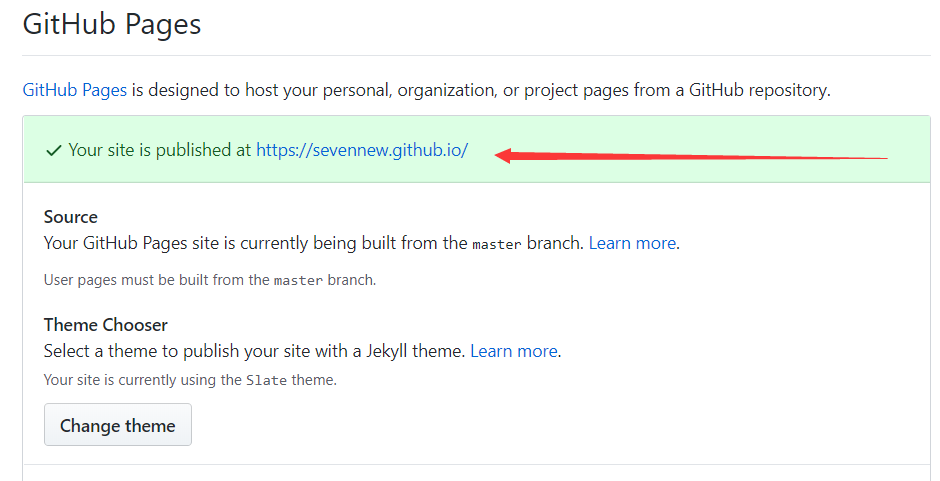 GitHub Pages
GitHub Pages is designed to host your personal, organization, or project pages from a GitHub repository.
Your site is published at https://sevennew.github.io/
Source
Your GitHub Pages site is currently being built from the master branch. Learn more.
User pages must be built from the master branch.
Theme Chooser
Select a theme to publish your site with a Jekyll theme. Learn more.
Your site is currently using the Slate theme.
Change theme